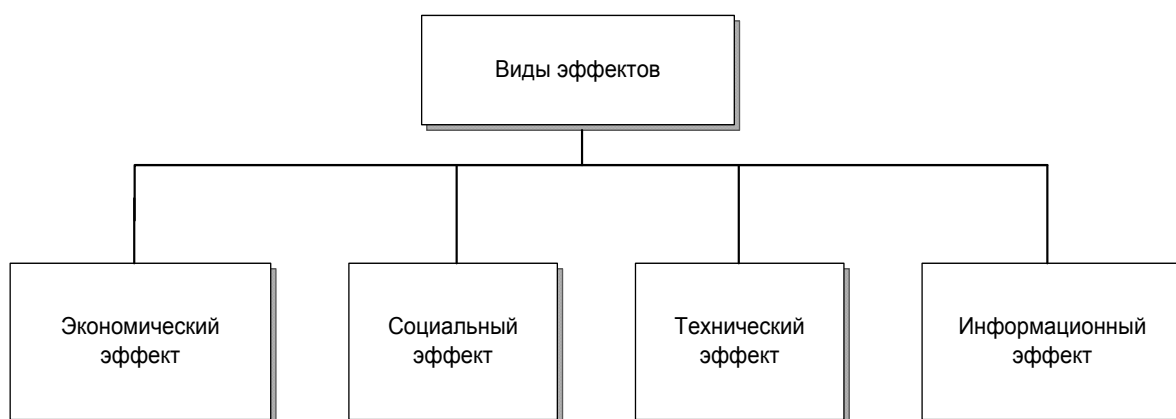 Виды эффектов
Экономический
эффект
Социальный
эффект
Технический
эффект
Информационный
эффект